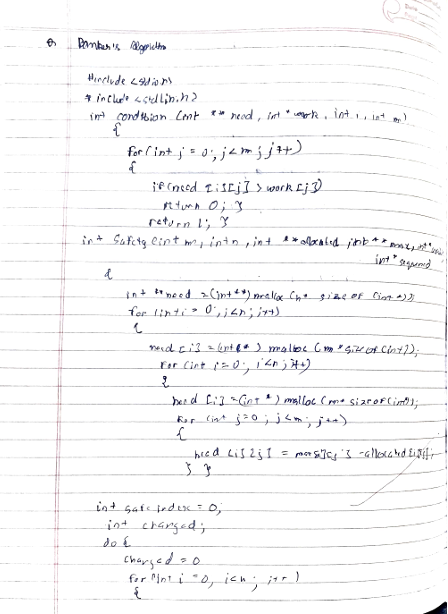 Banker's Algorithm
#include <stdio.h>
# include <stdlib.h>
int condition (int ** need, int * work, int i, int m)
{
for (int j = 0; j < m; j++)
{
if (need [i][j] > work [j])
return 0; }
return 1; }
int Safety (int m, int n, int ** allocated, int ** max, int
int * sequence)
{
int ** need = (int **) malloc (n * size of (int *));
for (int i = 0; i<n; i++)
{
need [i] = (int *) malloc (m * size of (int));
For (int i=0; i<n; i++)
{
need [i] = (int *) malloc (m * sizeof (int));
For (int j=0; j<m; j++)
{
need [i][j] = max[i][j] - allocated [i][j];
} }
int safe index = 0;
int changed;
do {
changed = 0
for (int i = 0, i<n; i++)
{